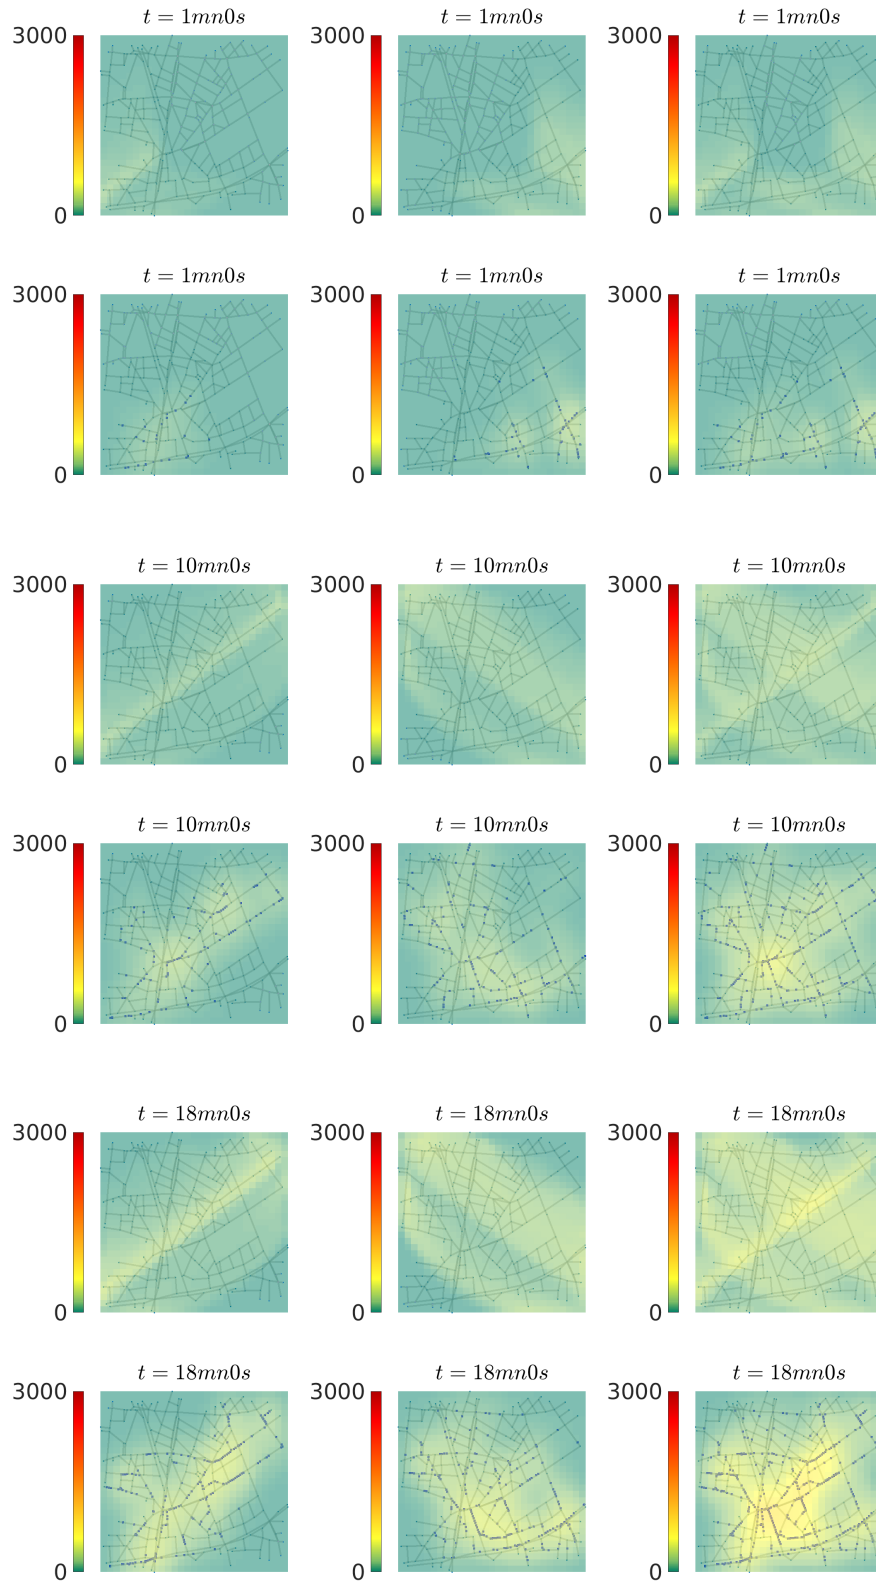 t = 1mn0s t = 1mn0s t = 1mn0s
3000 3000 3000
0 0 0
t = 1mn0s t = 1mn0s t = 1mn0s
3000 3000 3000
0 0 0
t = 10mn0s t = 10mn0s t = 10mn0s
3000 3000 3000
0 0 0
t = 10mn0s t = 10mn0s t = 10mn0s
3000 3000 3000
0 0 0
t = 18mn0s t = 18mn0s t = 18mn0s
3000 3000 3000
0 0 0
t = 18mn0s t = 18mn0s t = 18mn0s
3000 3000 3000
0 0 0